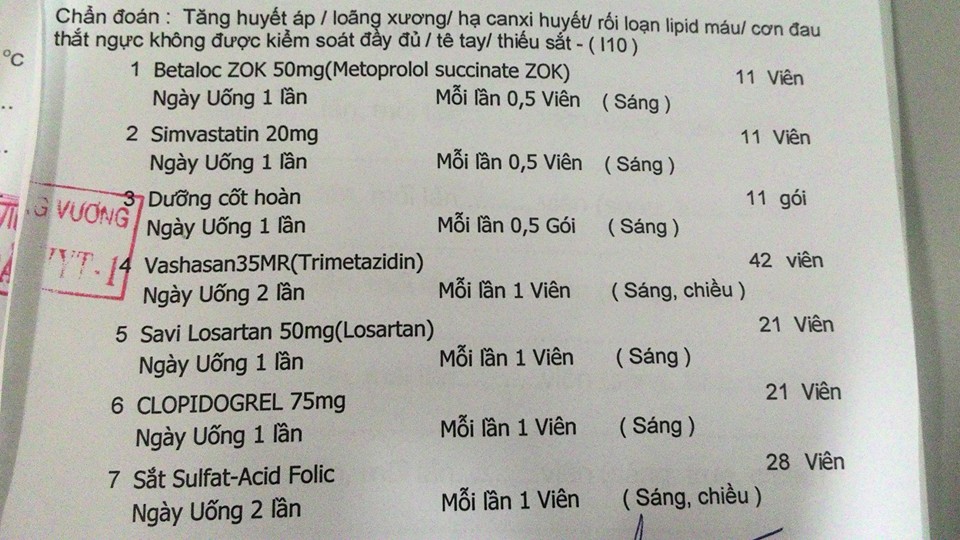 Chẩn đoán : Tăng huyết áp / loãng xương/ hạ canxi huyết/ rối loạn lipid máu/ cơn đau
thắt ngực không được kiểm soát đầy đủ / tê tay/ thiếu sắt - ( I10 )
°C
1 Betaloc ZOK 50mg(Metoprolol succinate ZOK) 11 Viên
Ngày Uống 1 lần Mỗi lần 0,5 Viên ( Sáng )
2 Simvastatin 20mg 11 Viên
Ngày Uống 1 lần Mỗi lần 0,5 Viên ( Sáng )
3 Dưỡng cốt hoàn 11 gói
G VƯƠNG
Ngày Uống 1 lần Mỗi lần 0,5 Gói ( Sáng )
YT-1
4 Vashasan35MR(Trimetazidin) 42 viên
Ngày Uống 2 lần Mỗi lần 1 Viên ( Sáng, chiều )
5 Savi Losartan 50mg(Losartan) 21 Viên
Ngày Uống 1 lần Mỗi lần 1 Viên ( Sáng )
6 CLOPIDOGREL 75mg 21 Viên
Ngày Uống 1 lần Mỗi lần 1 Viên ( Sáng )
7 Sắt Sulfat-Acid Folic 28 Viên
Ngày Uống 2 lần Mỗi lần 1 Viên ( Sáng, chiều )